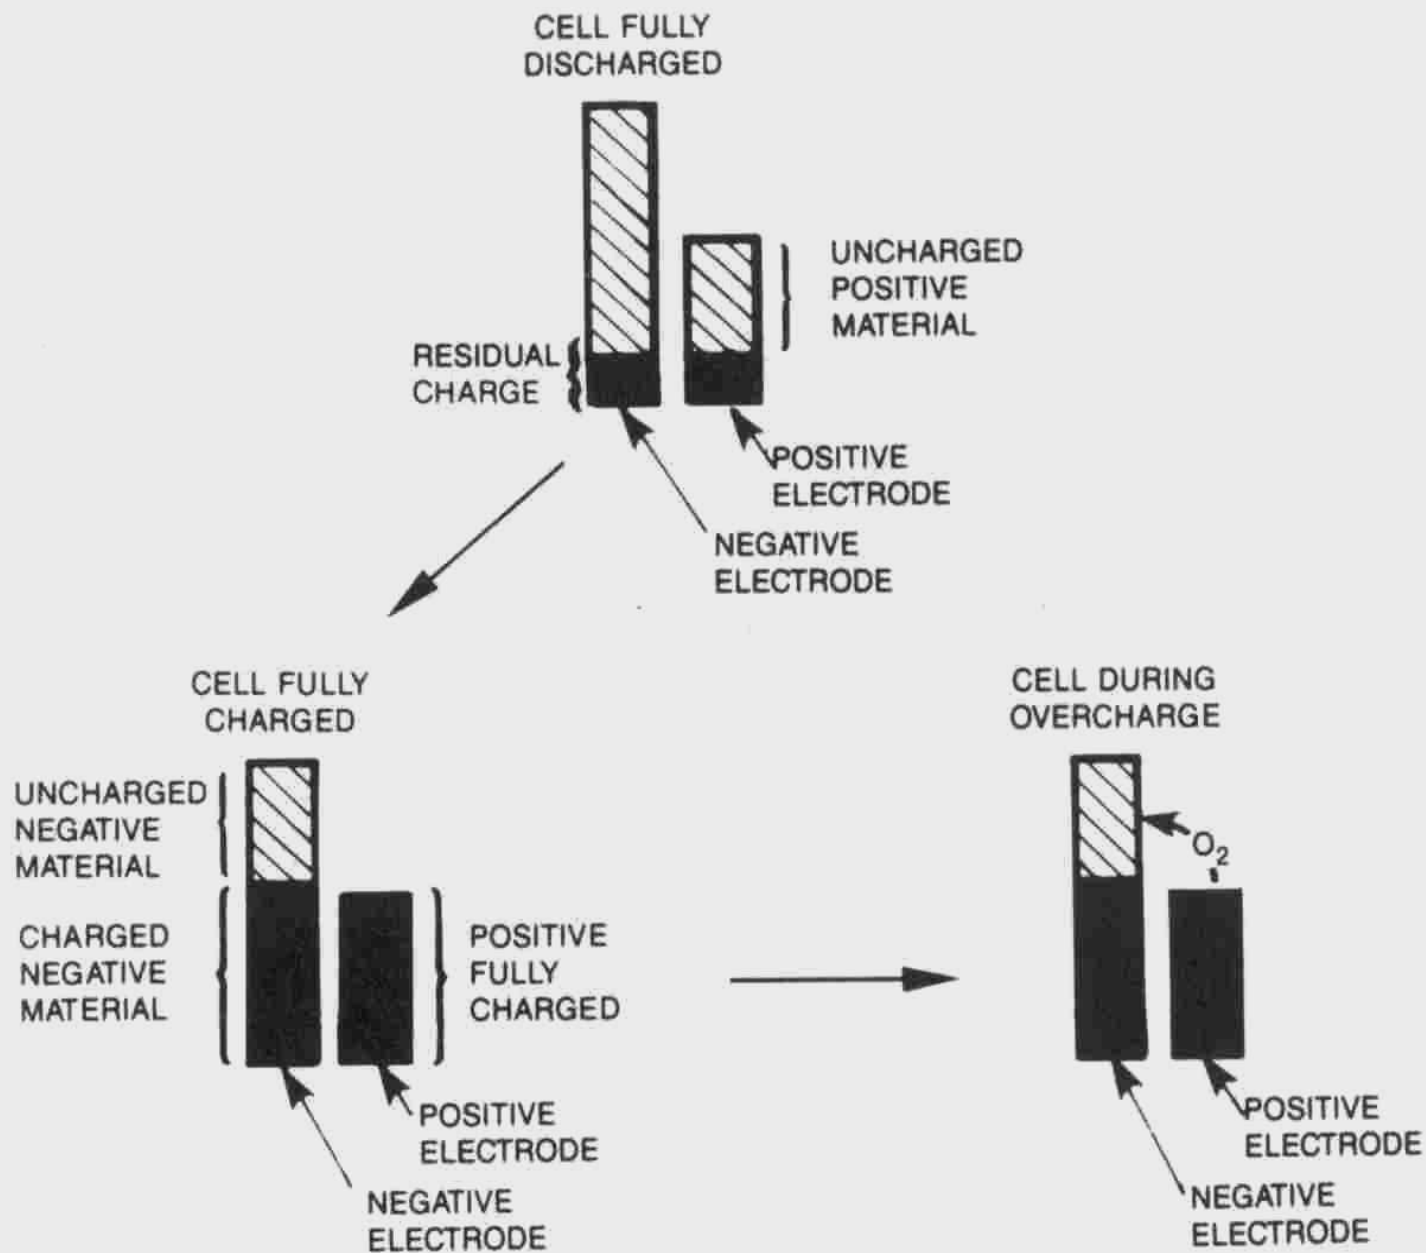 CELL FULLY
DISCHARGED
UNCHARGED
POSITIVE
MATERIAL
RESIDUAL
CHARGE
POSITIVE
ELECTRODE
NEGATIVE
ELECTRODE
CELL FULLY
CHARGED
UNCHARGED
NEGATIVE
MATERIAL
CHARGED
NEGATIVE
MATERIAL
POSITIVE
FULLY
CHARGED
POSITIVE
ELECTRODE
NEGATIVE
ELECTRODE
CELL DURING
OVERCHARGE
O₂
POSITIVE
ELECTRODE
NEGATIVE
ELECTRODE